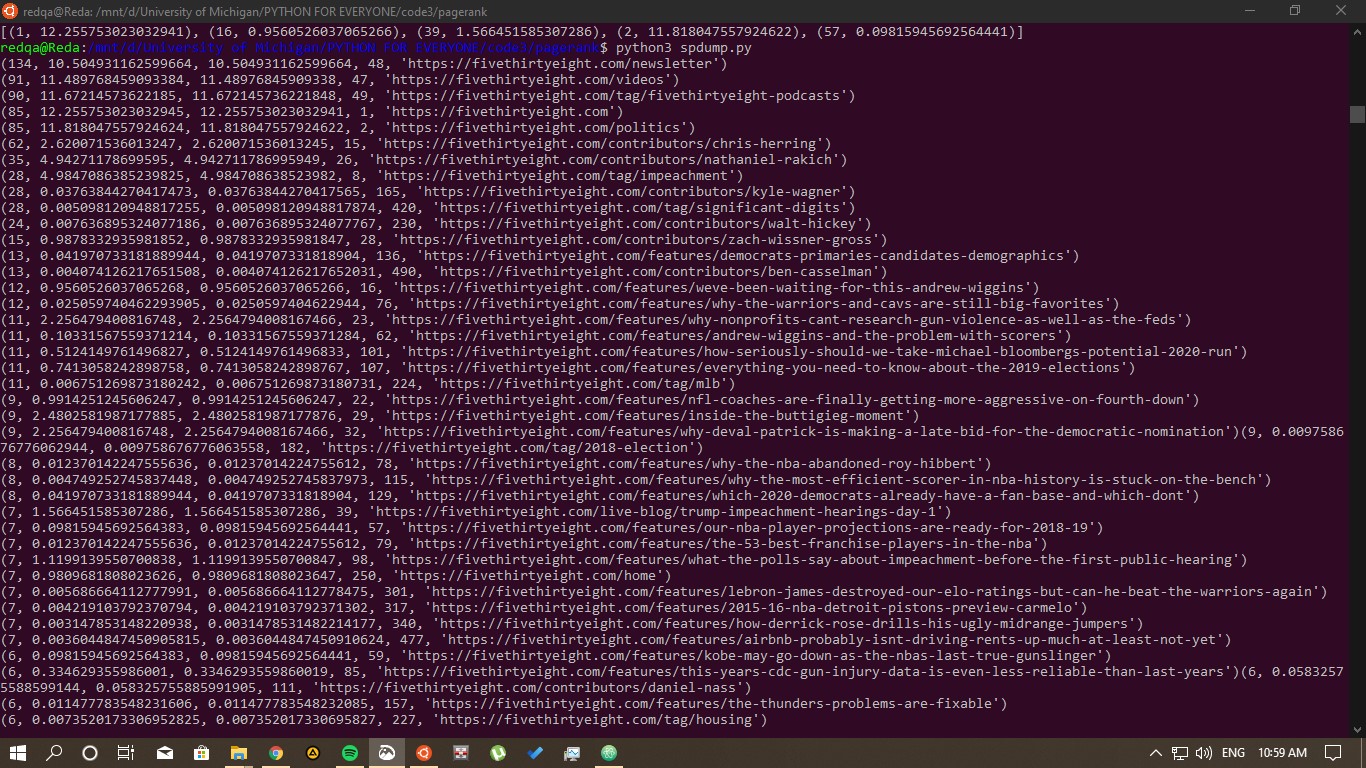 redqa@Reda: /mnt/d/University of Michigan/PYTHON FOR EVERYONE/code3/pagerank
[(1, 12.255753023032941), (16, 0.9560526037065266), (39, 1.566451585307286), (2, 11.818047557924622), (57, 0.09815945692564441)]
redqa@Reda:/mnt/d/University of Michigan/PYTHON FOR EVERYONE/code3/pagerank$ python3 spdump.py
(134, 10.504931162599664, 10.504931162599664, 48, 'https://fivethirtyeight.com/newsletter')
(91, 11.489768459093384, 11.48976845909338, 47, 'https://fivethirtyeight.com/videos')
(90, 11.67214573622185, 11.672145736221848, 49, 'https://fivethirtyeight.com/tag/fivethirtyeight-podcasts')
(85, 12.255753023032945, 12.255753023032941, 1, 'https://fivethirtyeight.com')
(85, 11.818047557924624, 11.818047557924622, 2, 'https://fivethirtyeight.com/politics')
(62, 2.620071536013247, 2.620071536013245, 15, 'https://fivethirtyeight.com/contributors/chris-herring')
(35, 4.94271178699595, 4.942711786995949, 26, 'https://fivethirtyeight.com/contributors/nathaniel-rakich')
(28, 4.9847086385239825, 4.98470863852398​2, 8, 'https://fivethirtyeight.com/tag/impeachment')
(28, 0.03763844270417473, 0.03763844270417565, 165, 'https://fivethirtyeight.com/contributors/kyle-wagner')
(28, 0.005098120948817255, 0.005098120948817874, 420, 'https://fivethirtyeight.com/tag/significant-digits')
(24, 0.007636895324077186, 0.007636895324077767, 230, 'https://fivethirtyeight.com/contributors/walt-hickey')
(15, 0.9878332935981852, 0.9878332935981847, 28, 'https://fivethirtyeight.com/contributors/zach-wissner-gross')
(13, 0.041970733181889944, 0.0419707331818904, 136, 'https://fivethirtyeight.com/features/democrats-primaries-candidates-demographics')
(13, 0.004074126217651508, 0.004074126217652031, 490, 'https://fivethirtyeight.com/contributors/ben-casselman')
(12, 0.9560526037065268, 0.9560526037065266, 16, 'https://fivethirtyeight.com/features/weve-been-waiting-for-this-andrew-wiggins')
(12, 0.025059740462293905, 0.0250597404622944, 76, 'https://fivethirtyeight.com/features/why-the-warriors-and-cavs-are-still-big-favorites')
(11, 2.256479400816748, 2.2564794008167466, 23, 'https://fivethirtyeight.com/features/why-nonprofits-cant-research-gun-violence-as-well-as-the-feds')
(11, 0.10331567559371214, 0.10331567559371284, 62, 'https://fivethirtyeight.com/features/andrew-wiggins-and-the-problem-with-scorers')
(11, 0.5124149761496827, 0.5124149761496833, 101, 'https://fivethirtyeight.com/features/how-seriously-should-we-take-michael-bloombergs-potential-2020-run')
(11, 0.7413058242898767, 0.7413058242898758, 107, 'https://fivethirtyeight.com/features/everything-you-need-to-know-about-the-2019-elections')
(11, 0.006751269873180242, 0.006751269873180731, 224, 'https://fivethirtyeight.com/tag/mlb')
(9, 0.9914251245606247, 0.9914251245606247, 22, 'https://fivethirtyeight.com/features/nfl-coaches-are-finally-getting-more-aggressive-on-fourth-down')
(9, 2.4802581987177885, 2.4802581987177876, 29, 'https://fivethirtyeight.com/features/inside-the-buttigieg-moment')
(9, 2.256479400816748, 2.2564794008167466, 32, 'https://fivethirtyeight.com/features/why-deval-patrick-is-making-a-late-bid-for-the-democratic-nomination')(9, 0.0097586
76776062944, 0.009758676776063558, 182, 'https://fivethirtyeight.com/tag/2018-election')
(8, 0.012370142247555636, 0.01237014224755612, 78, 'https://fivethirtyeight.com/features/why-the-nba-abandoned-roy-hibbert')
(8, 0.004749252745837448, 0.004749252745837973, 115, 'https://fivethirtyeight.com/features/why-the-most-efficient-scorer-in-nba-history-is-stuck-on-the-bench')
(8, 0.041970733181889944, 0.0419707331818904, 129, 'https://fivethirtyeight.com/features/which-2020-democrats-already-have-a-fan-base-and-which-dont')
(7, 1.566451585307286, 1.566451585307286, 39, 'https://fivethirtyeight.com/live-blog/trump-impeachment-hearings-day-1')
(7, 0.09815945692564383, 0.09815945692564441, 57, 'https://fivethirtyeight.com/features/our-nba-player-projections-are-ready-for-2018-19')
(7, 0.012370142247555636, 0.01237014224755612, 79, 'https://fivethirtyeight.com/features/the-53-best-franchise-players-in-the-nba')
(7, 1.1199139550700838, 1.1199139550700847, 98, 'https://fivethirtyeight.com/features/what-the-polls-say-about-impeachment-before-the-first-public-hearing')
(7, 0.9809681808023626, 0.9809681808023647, 250, 'https://fivethirtyeight.com/home')
(7, 0.005686664112777991, 0.005686664112778475, 301, 'https://fivethirtyeight.com/features/lebron-james-destroyed-our-elo-ratings-but-can-he-beat-the-warriors-again')
(7, 0.004219103792370794, 0.004219103792371302, 317, 'https://fivethirtyeight.com/features/2015-16-nba-detroit-pistons-preview-carmelo')
(7, 0.003147853148220938, 0.0031478531482214177, 340, 'https://fivethirtyeight.com/features/how-derrick-rose-drills-his-ugly-midrange-jumpers')
(7, 0.0036044847450905815, 0.0036044847450910624, 477, 'https://fivethirtyeight.com/features/airbnb-probably-isnt-driving-rents-up-much-at-least-not-yet')
(6, 0.09815945692564383, 0.09815945692564441, 59, 'https://fivethirtyeight.com/features/kobe-may-go-down-as-the-nbas-last-true-gunslinger')
(6, 0.334629355986001, 0.3346293559860019, 85, 'https://fivethirtyeight.com/features/this-years-cdc-gun-injury-data-is-even-less-reliable-than-last-years')(6, 0.0583257
5588599144, 0.058325755885991905, 111, 'https://fivethirtyeight.com/contributors/daniel-nass')
(6, 0.011477783548231606, 0.011477783548232085, 157, 'https://fivethirtyeight.com/features/the-thunders-problems-are-fixable')
(6, 0.0073520173306952825, 0.007352017330695827, 227, 'https://fivethirtyeight.com/tag/housing')
ENG 10:59 AM